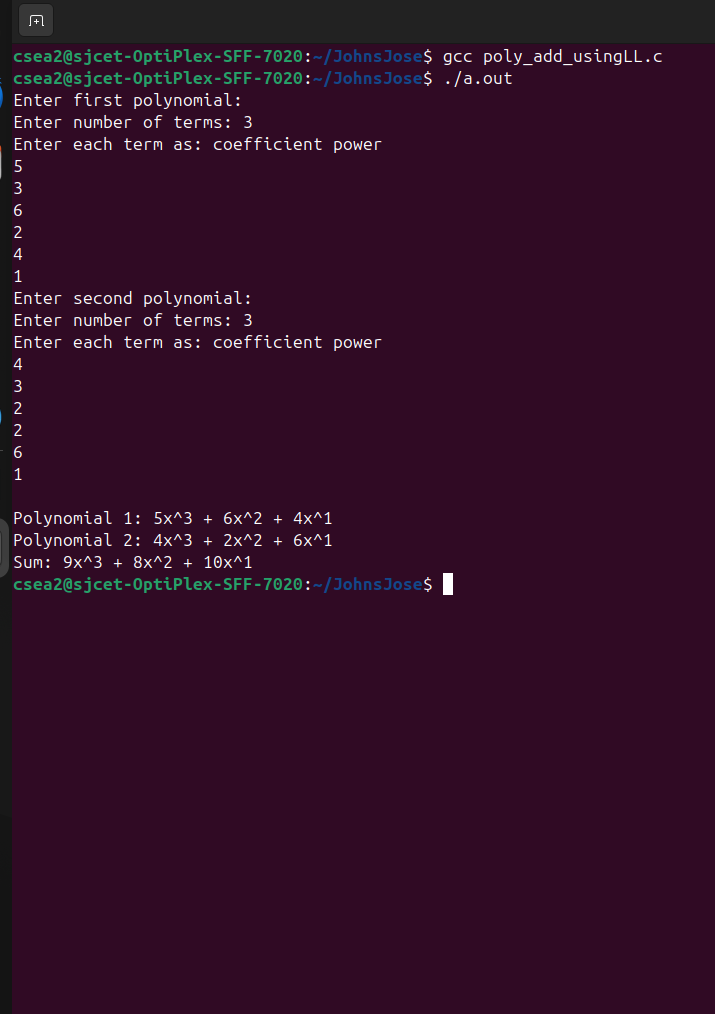 csea2@sjcet-OptiPlex-SFF-7020:~/JohnsJose$ gcc poly_add_usingLL.c
csea2@sjcet-OptiPlex-SFF-7020:~/JohnsJose$ ./a.out
Enter first polynomial:
Enter number of terms: 3
Enter each term as: coefficient power
5
3
6
2
4
1
Enter second polynomial:
Enter number of terms: 3
Enter each term as: coefficient power
4
3
2
2
6
1
Polynomial 1: 5x^3 + 6x^2 + 4x^1
Polynomial 2: 4x^3 + 2x^2 + 6x^1
Sum: 9x^3 + 8x^2 + 10x^1
csea2@sjcet-OptiPlex-SFF-7020:~/JohnsJose$